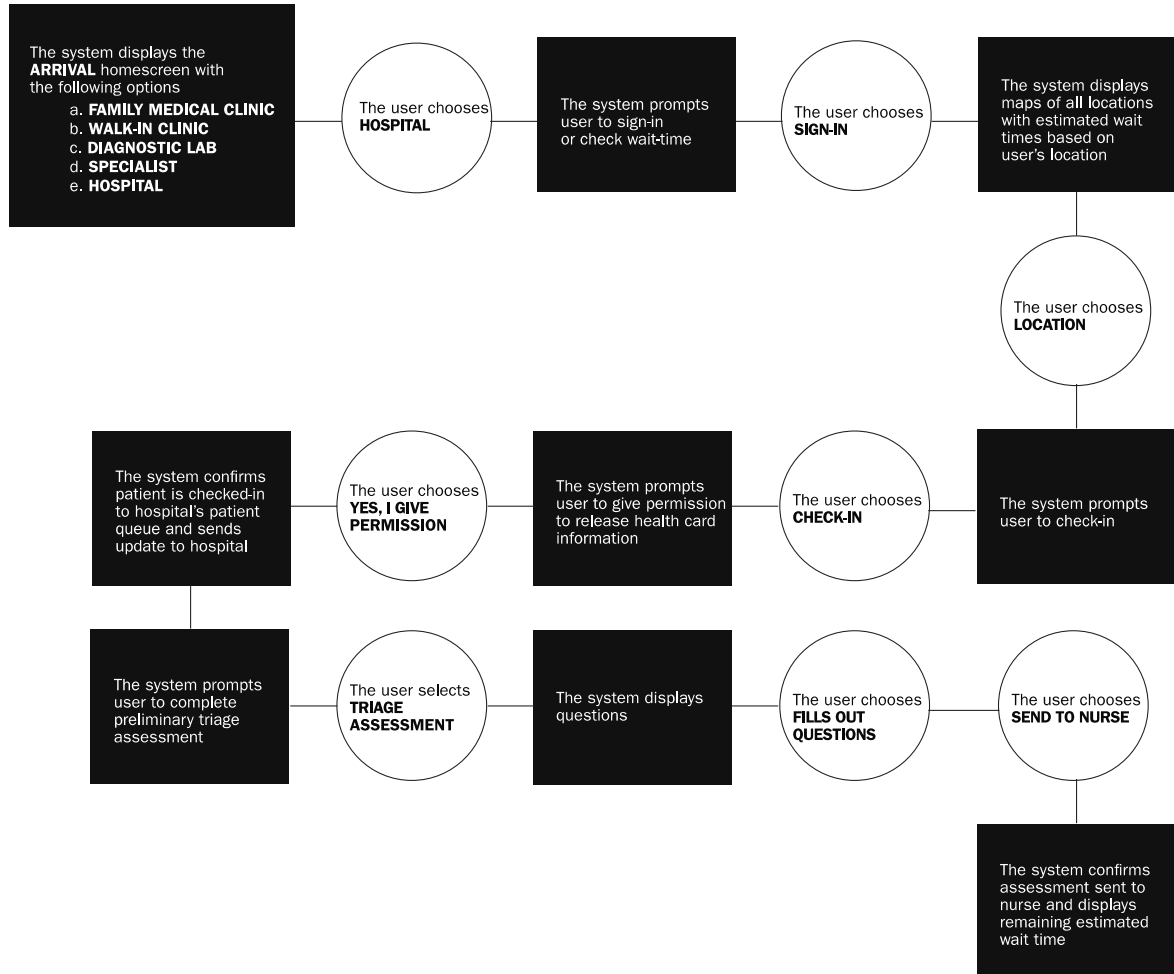 The system displays the
ARRIVAL homescreen with
the following options
a. FAMILY MEDICAL CLINIC
b. WALK-IN CLINIC
c. DIAGNOSTIC LAB
d. SPECIALIST
e. HOSPITAL
The user chooses
HOSPITAL
The system prompts
user to sign-in
or check wait-time
The user chooses
SIGN-IN
The system displays
maps of all locations
with estimated wait
times based on
user's location
The user chooses
LOCATION
The system prompts
user to check-in
The user chooses
CHECK-IN
The system prompts
user to give permission
to release health card
information
The user chooses
YES, I GIVE
PERMISSION
The system confirms
patient is checked-in
to hospital's patient
queue and sends
update to hospital
The system prompts
user to complete
preliminary triage
assessment
The user selects
TRIAGE
ASSESSMENT
The system displays
questions
The user chooses
FILLS OUT
QUESTIONS
The user chooses
SEND TO NURSE
The system confirms
assessment sent to
nurse and displays
remaining estimated
wait time